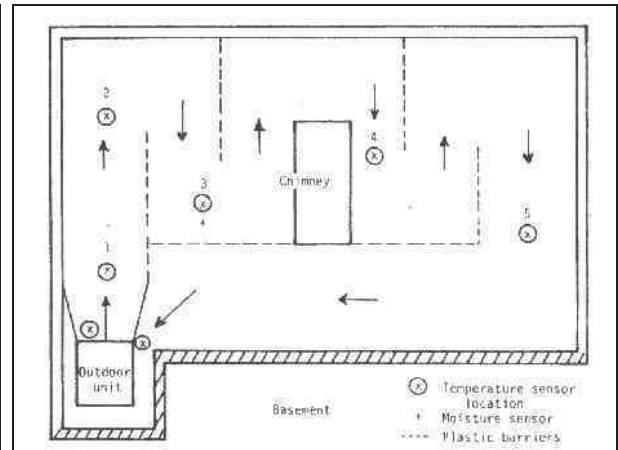 2
4
3
Chimney
5
1
Outdoor
unit
Basement
Temperature sensor
location
Moisture sensor
Plastic barriers